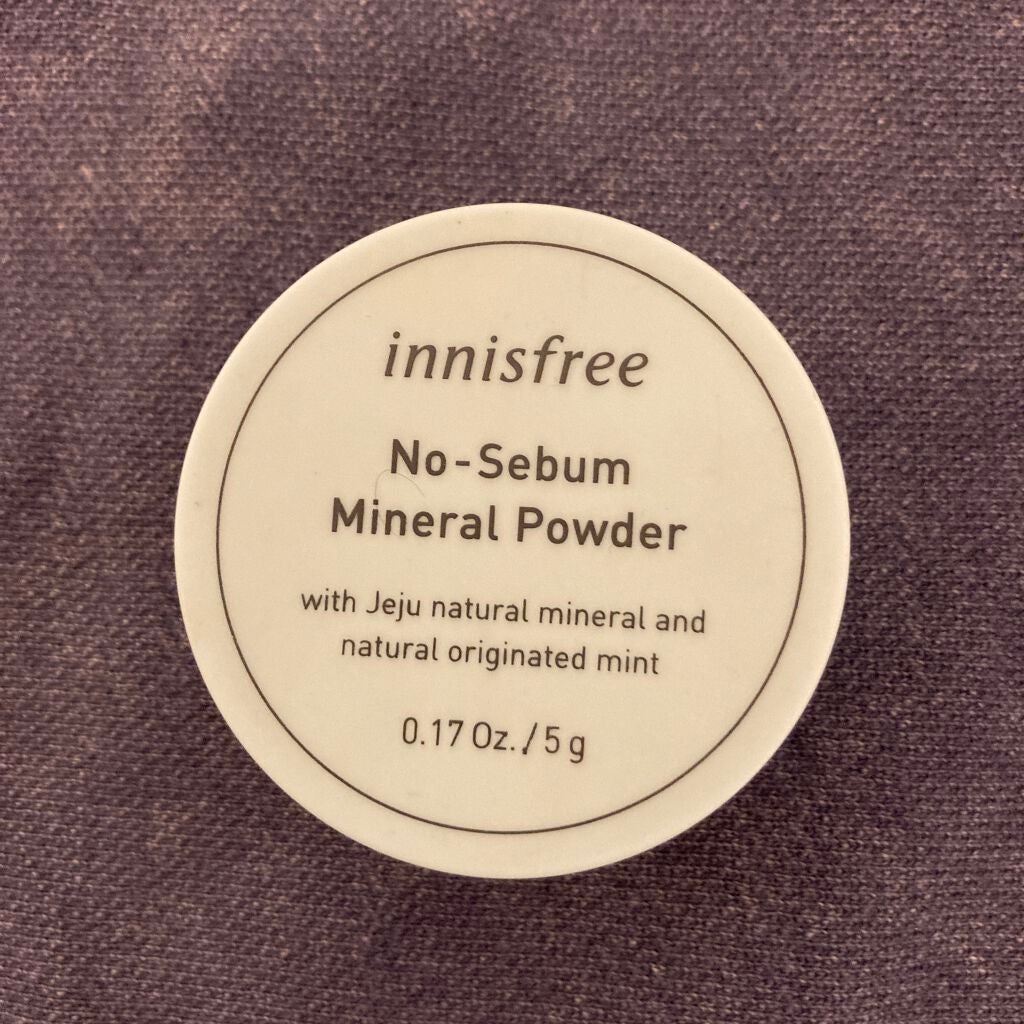 innisfree
No-Sebum
Mineral Powder
with Jeju natural mineral and
natural originated mint
0.17 Oz./5 g